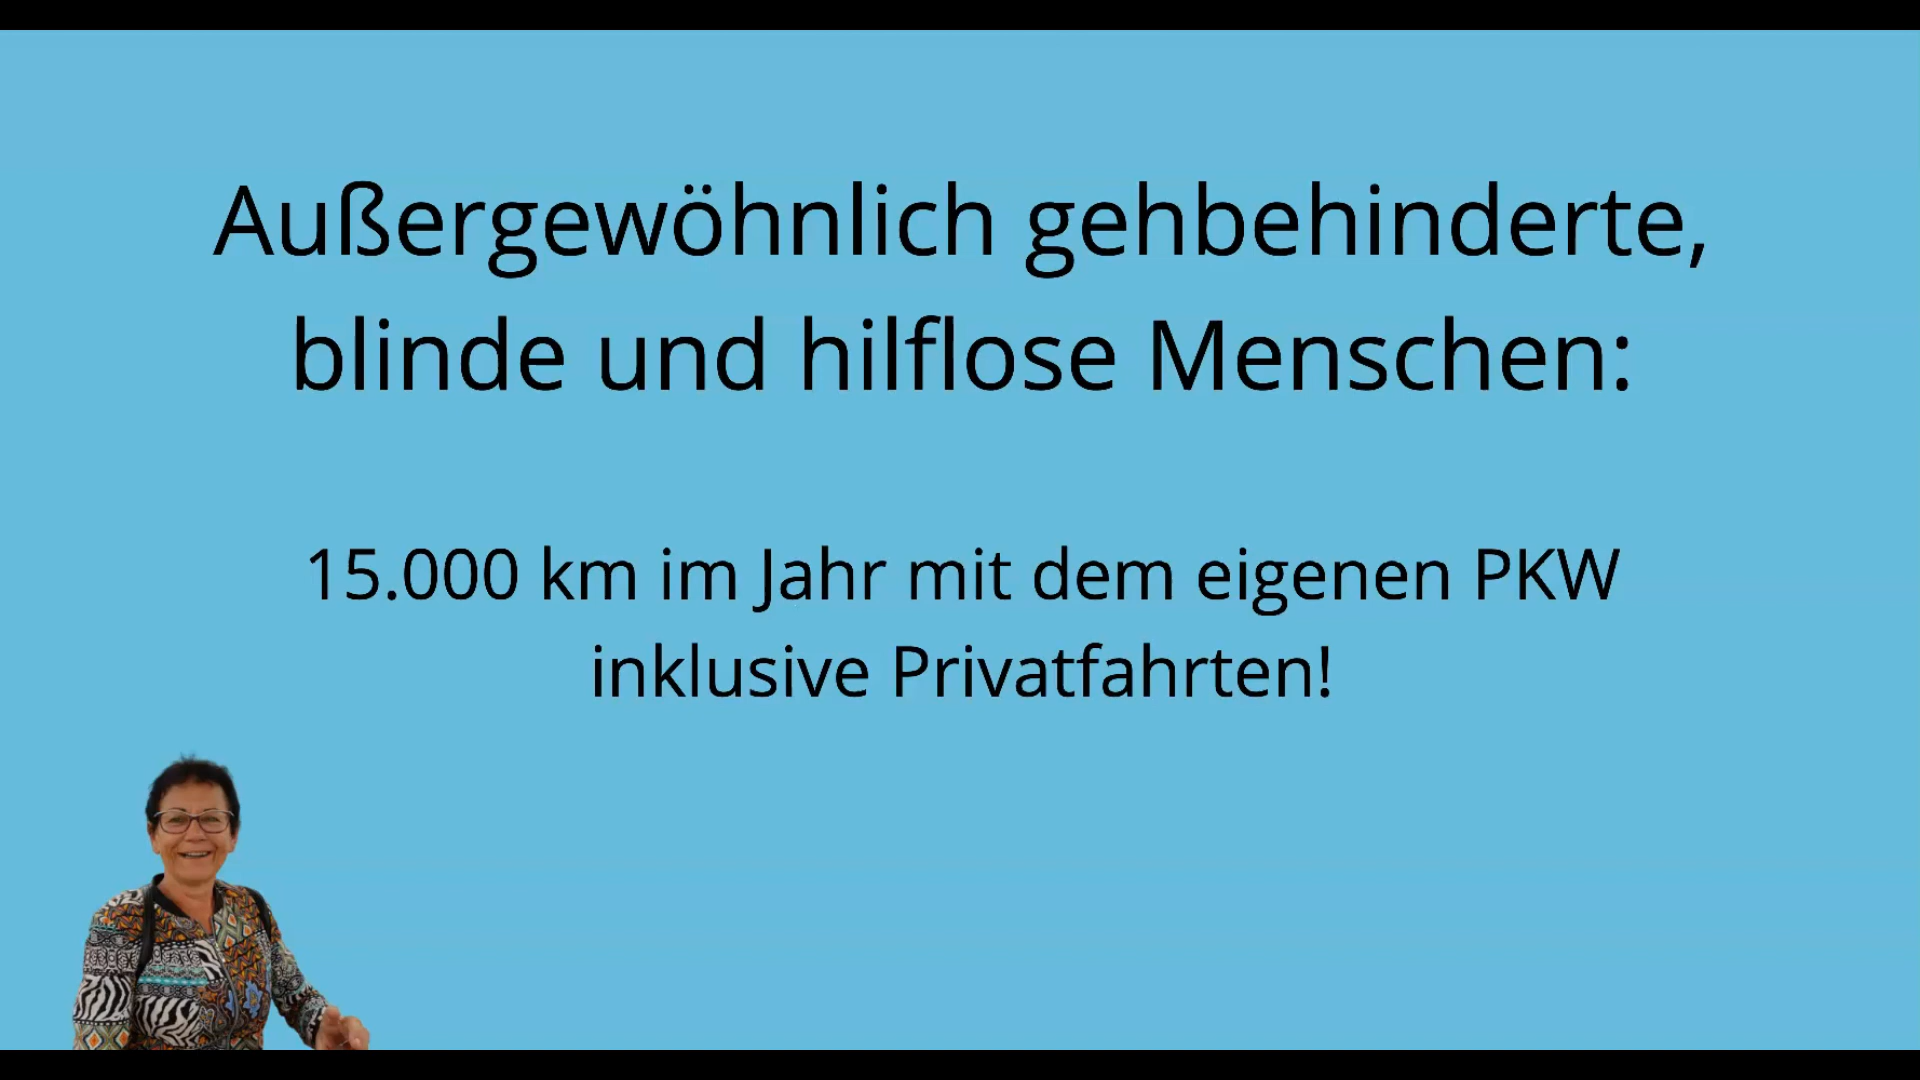 Außergewöhnlich gehbehinderte,
blinde und hilflose Menschen:
15.000 km im Jahr mit dem eigenen PKW
inklusive Privatfahrten!